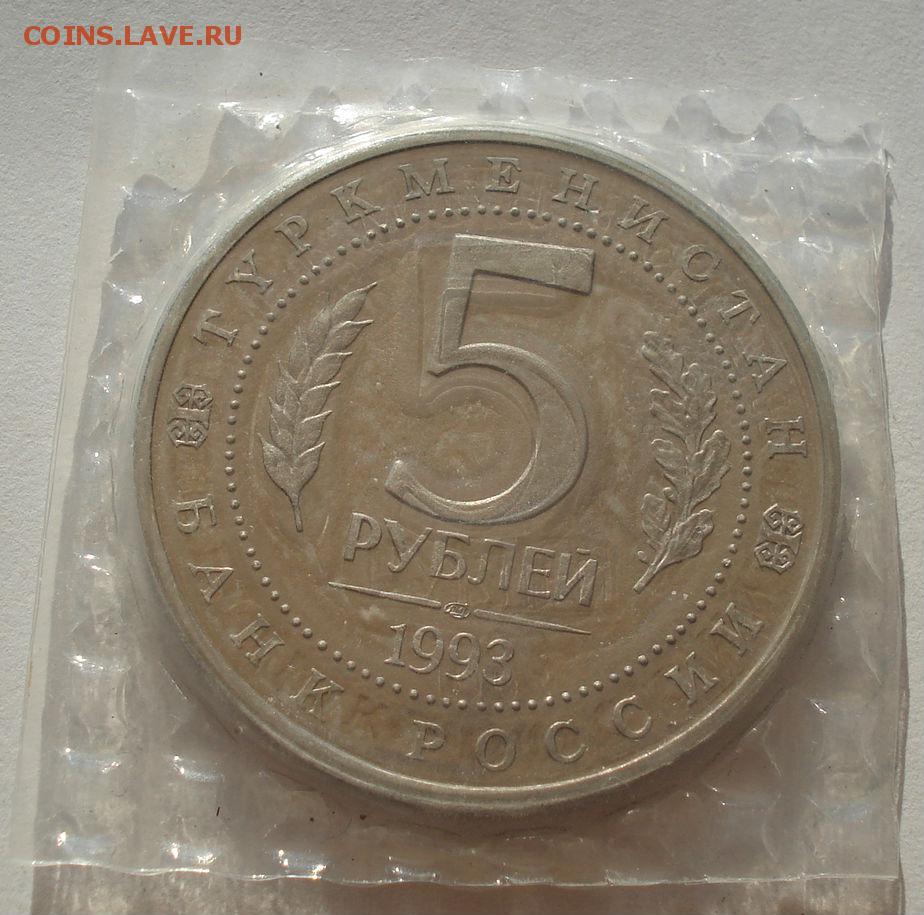 COINS.LAVE.RU
ТУРКМЕНИСТАН
5
РУБЛЕЙ
1993
БАНК РОССИИ